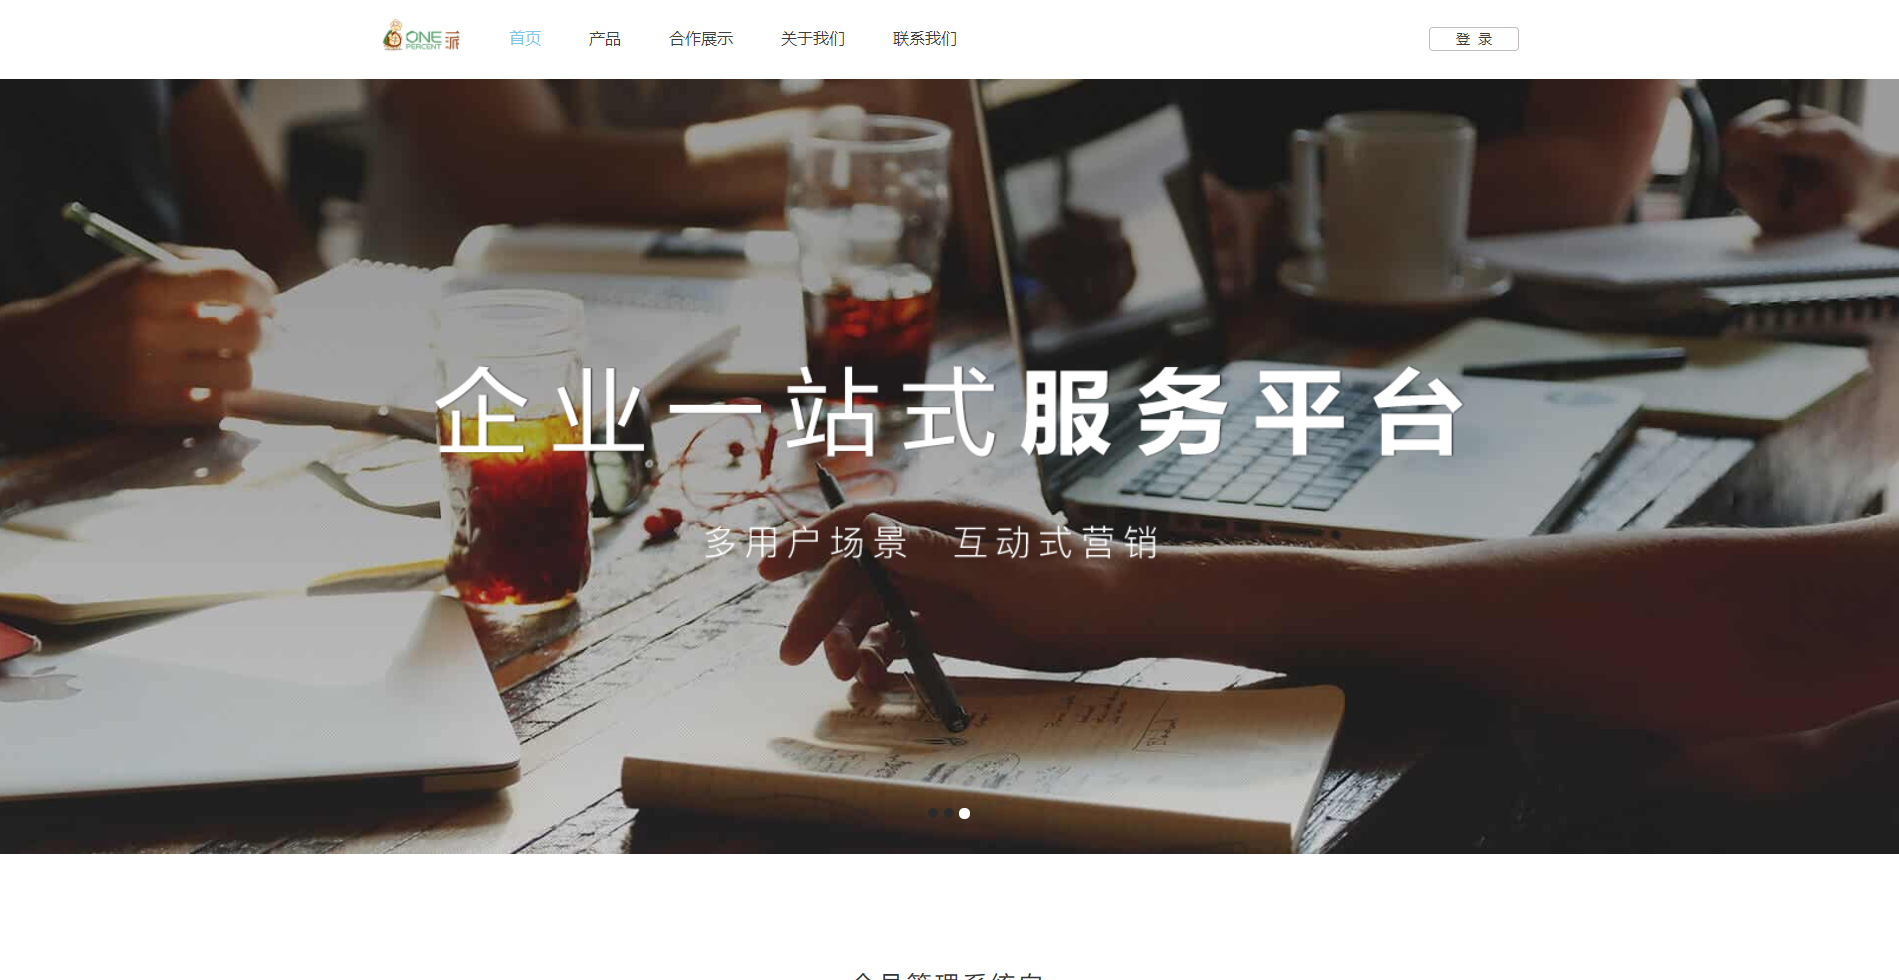 ONE
PERCENT
派
首页
产品
合作展示
关于我们
联系我们
登 录
企业一站式服务平台
多用户场景 互动式营销